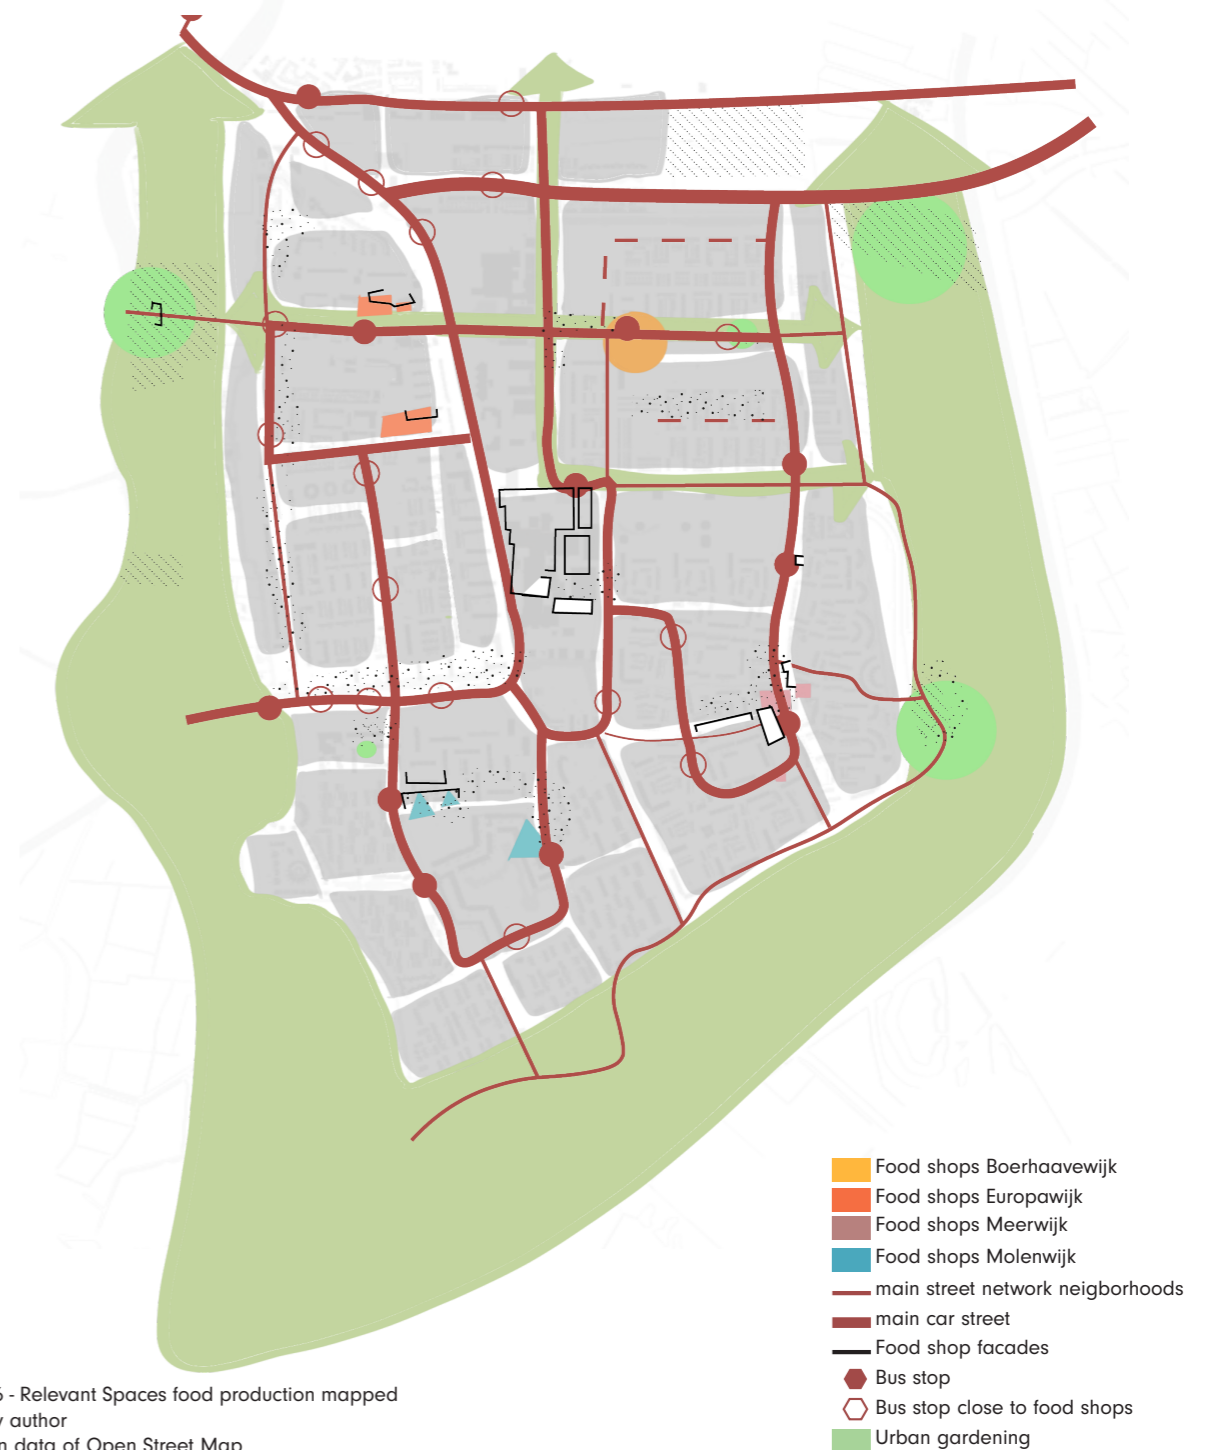 Food shops Boerhaavewijk
Food shops Europawijk
Food shops Meerwijk
Food shops Molenwijk
main street network neigborhoods
main car street
Food shop facades
Bus stop
Bus stop close to food shops
Urban gardening
- Relevant Spaces food production mapped
author
data of Open Street Map